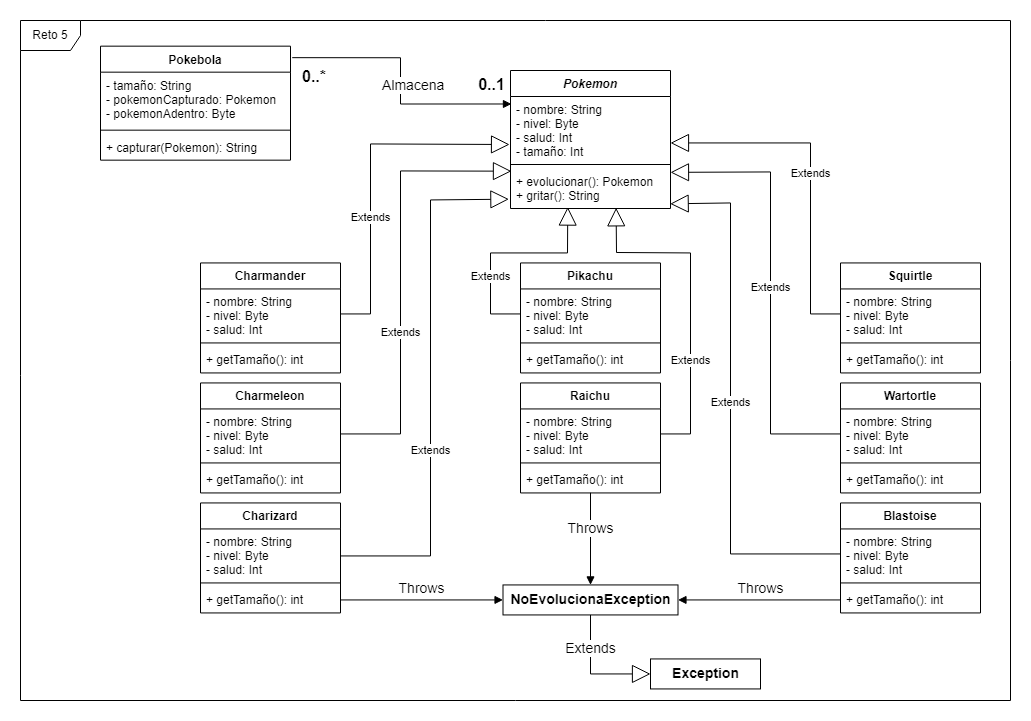 Reto 5
Pokebola
- tamaño: String
- pokemonCapturado: Pokemon
- pokemonAdentro: Byte
+ capturar(Pokemon): String
0..*
Almacena
0..1
Pokemon
- nombre: String
- nivel: Byte
- salud: Int
- tamaño: Int
+ evolucionar(): Pokemon
+ gritar(): String
Extends
Extends
Extends
Extends
Extends
Extends
Extends
Extends
Charmander
- nombre: String
- nivel: Byte
- salud: Int
+ getTamaño(): int
Pikachu
- nombre: String
- nivel: Byte
- salud: Int
+ getTamaño(): int
Squirtle
- nombre: String
- nivel: Byte
- salud: Int
+ getTamaño(): int
Charmeleon
- nombre: String
- nivel: Byte
- salud: Int
+ getTamaño(): int
Raichu
- nombre: String
- nivel: Byte
- salud: Int
+ getTamaño(): int
Wartortle
- nombre: String
- nivel: Byte
- salud: Int
+ getTamaño(): int
Charizard
- nombre: String
- nivel: Byte
- salud: Int
+ getTamaño(): int
Blastoise
- nombre: String
- nivel: Byte
- salud: Int
+ getTamaño(): int
Throws
Throws
Throws
NoEvolucionaException
Extends
Exception